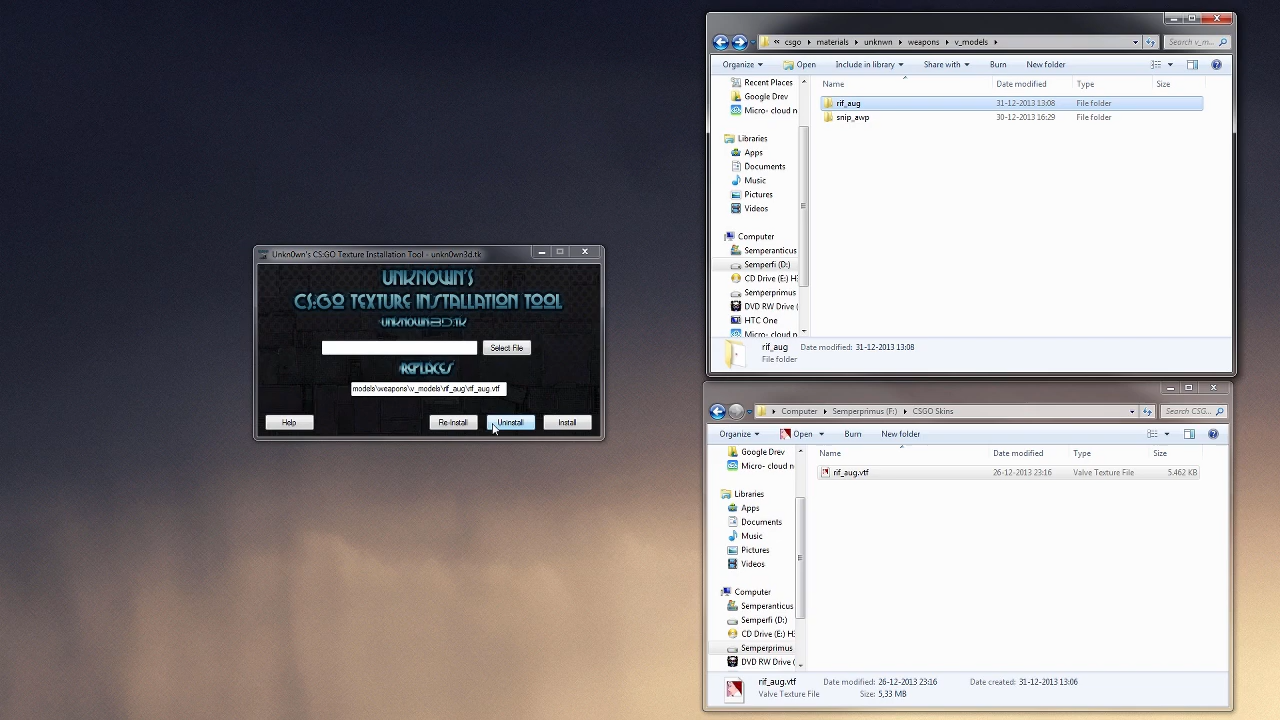 Unkn0wn's CS:GO Texture Installation Tool - unkn0wn3d.tk
UNKNOWN'S
CS:GO TEXTURE INSTALLATION TOOL
UNKNOWN3D.TK
Select File
REPLACES
models\weapons\v_models\rif_aug\rif_aug.vtf
Help
Re-Install
Uninstall
Install
« csgo materials unknwn weapons v_models
Search v_m...
Organize
Open
Include in library
Share with
Burn
New folder
Name
Date modified
Type
Size
Recent Places
Google Drev
Micro- cloud n
Libraries
Apps
Documents
Music
Pictures
Videos
Computer
Semperanticus
Semperfi (D:)
CD Drive (E:) H:
Semperprimus
DVD RW Drive (
HTC One
Micro- cloud n
rif_aug 31-12-2013 13:08 File folder
snip_awp 30-12-2013 16:29 File folder
rif_aug Date modified: 31-12-2013 13:08
File folder
Computer Semperprimus (F:) CSGO Skins
Search CSG...
Organize
Open
Burn
New folder
Name
Date modified
Type
Size
Google Drev
Micro- cloud n
Libraries
Apps
Documents
Music
Pictures
Videos
Computer
Semperanticus
Semperfi (D:)
CD Drive (E:) H:
Semperprimus
DVD RW Drive (
rif_aug.vtf 26-12-2013 23:16 Valve Texture File 5.462 KB
rif_aug.vtf Date modified: 26-12-2013 23:16 Date created: 31-12-2013 13:06
Valve Texture File Size: 5,33 MB